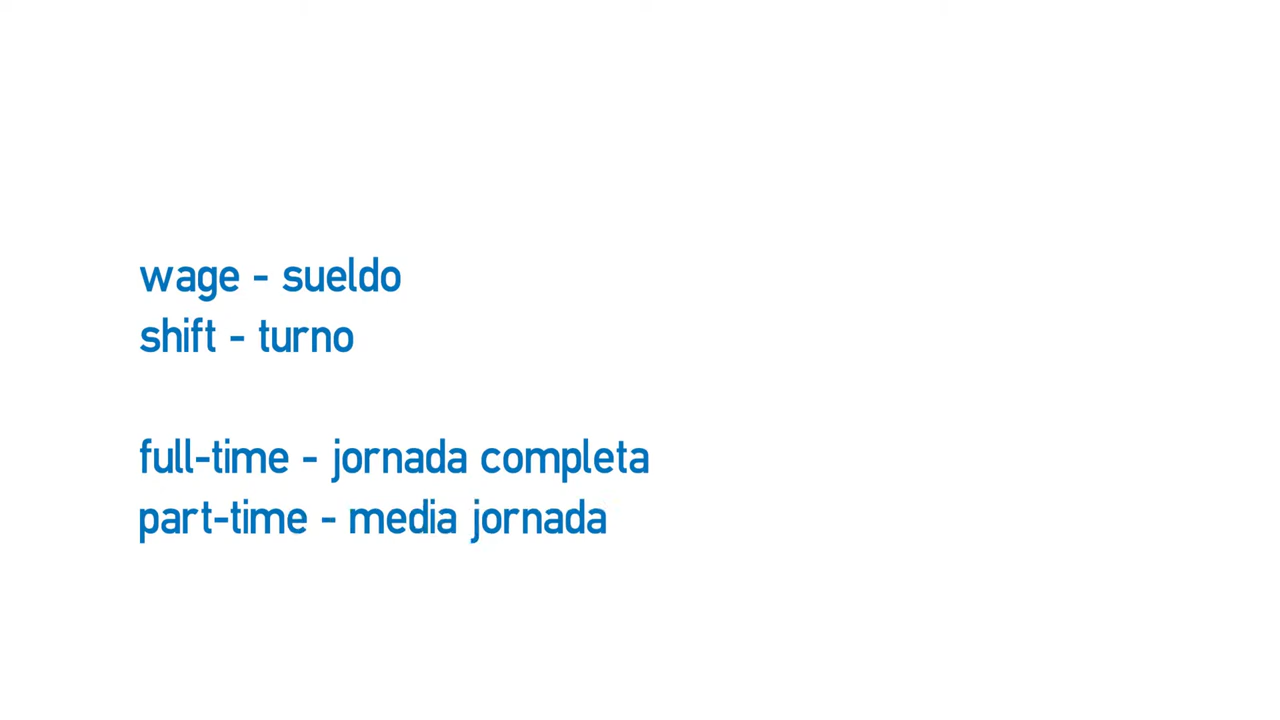 wage - sueldo
shift - turno
full-time - jornada completa
part-time - media jornada